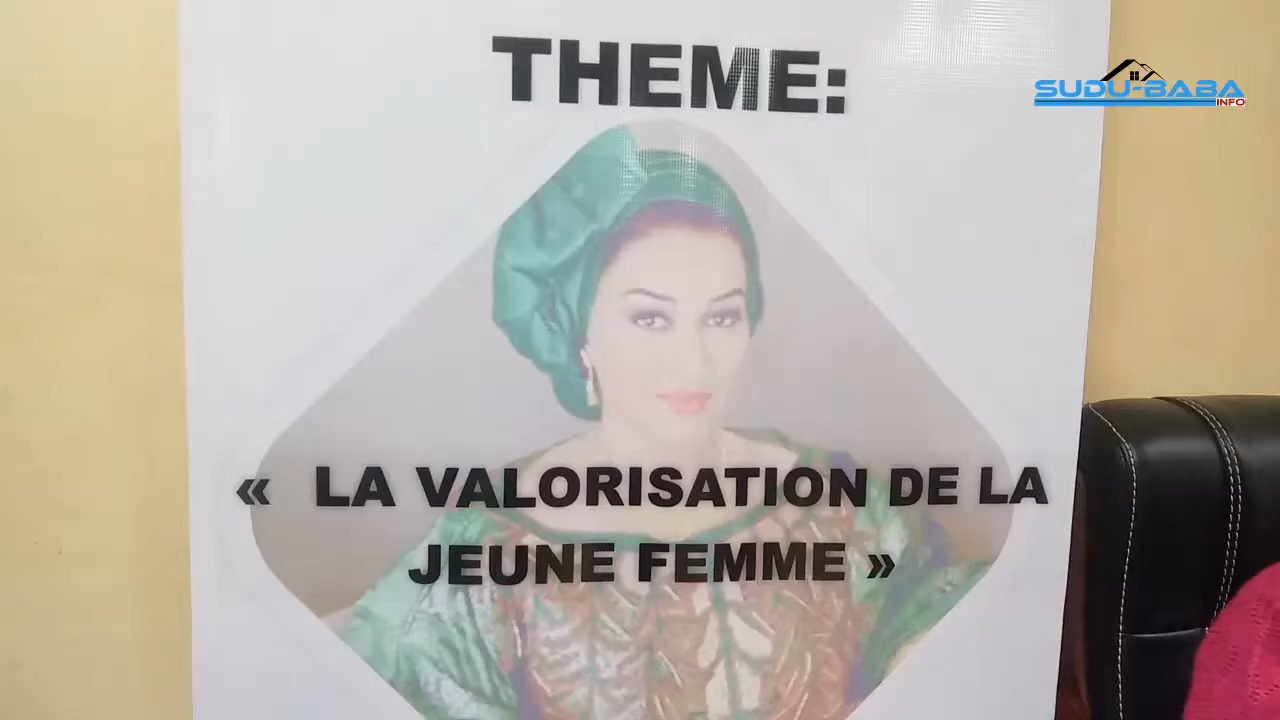 THEME:
SUDU-BABA
INFO
« LA VALORISATION DE LA
JEUNE FEMME »